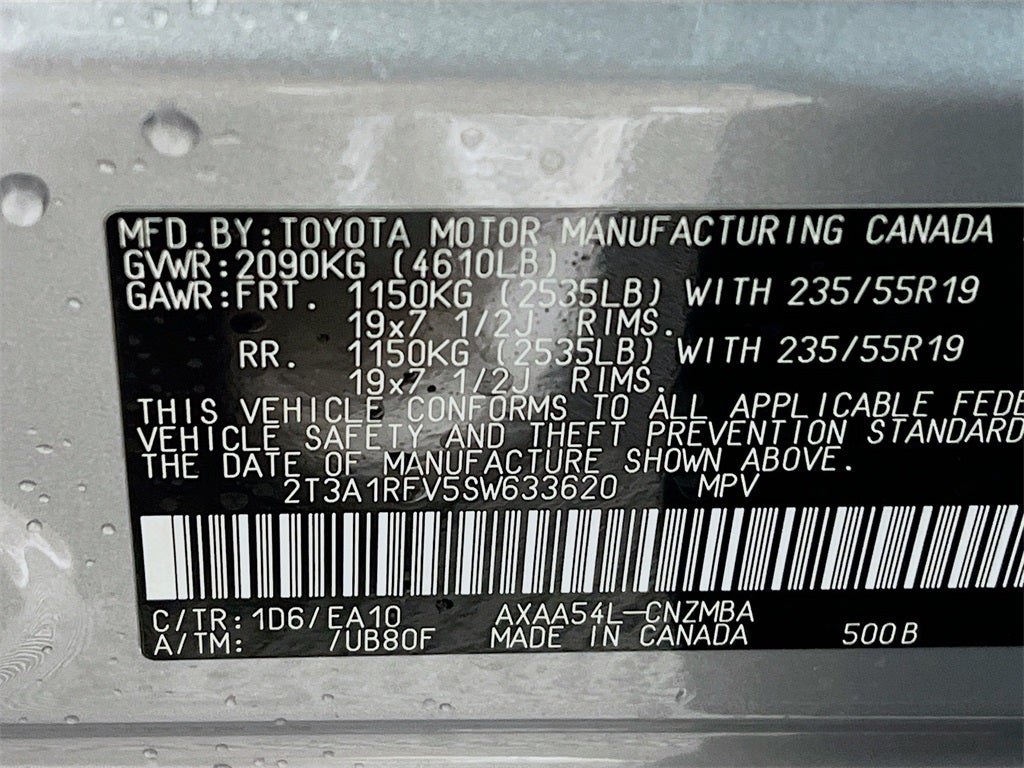 MFD.BY:TOYOTA MOTOR MANUFACTURING CANADA
GVWR:2090KG (4610LB)
GAWR:FRT. 1150KG (2535LB) WITH 235/55R19
19x7 1/2J RIMS.
RR. 1150KG (2535LB) WITH 235/55R19
19x7 1/2J RIMS.
THIS VEHICLE CONFORMS TO ALL APPLICABLE FEDE
VEHICLE SAFETY AND THEFT PREVENTION STANDARD
THE DATE OF MANUFACTURE SHOWN ABOVE.
2T3A1RFV5SW633620 MPV
C/TR:1D6/EA10 AXAA54L-CNZMBA
A/TM: /UB80F MADE IN CANADA 500B